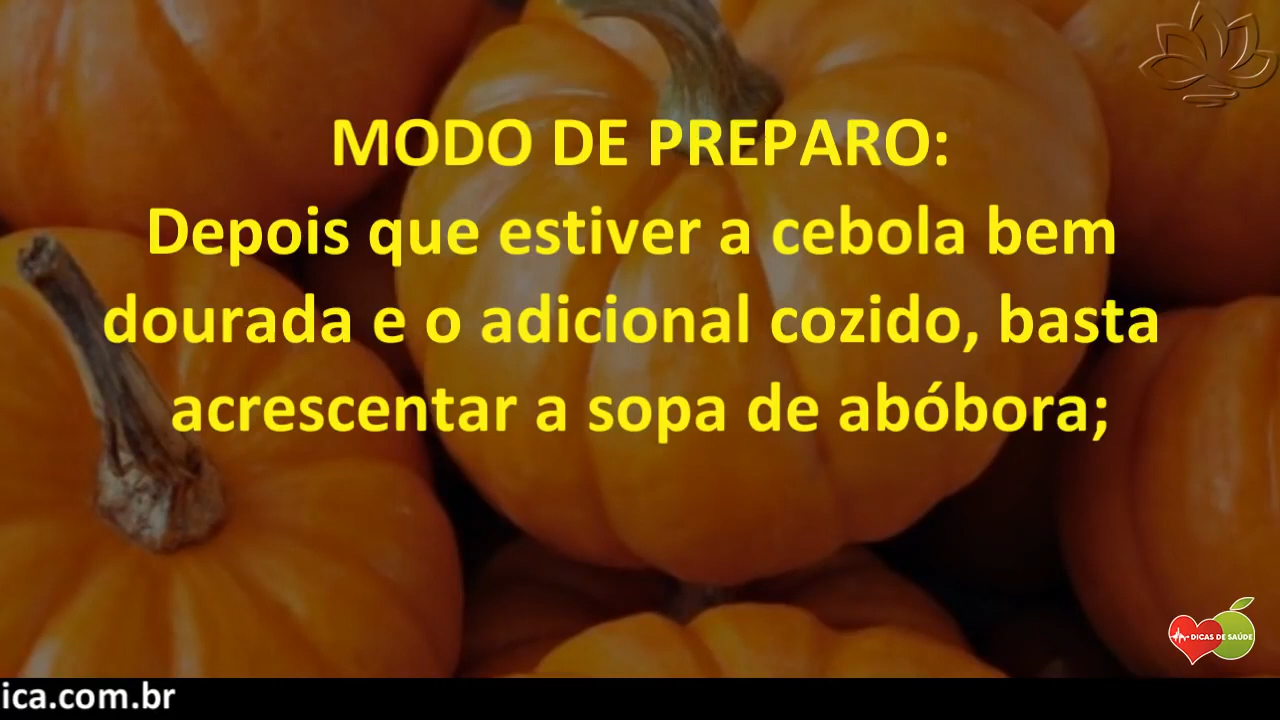 MODO DE PREPARO:
Depois que estiver a cebola bem
dourada e o adicional cozido, basta
acrescentar a sopa de abóbora;
DICAS DE SAÚDE
ica.com.br